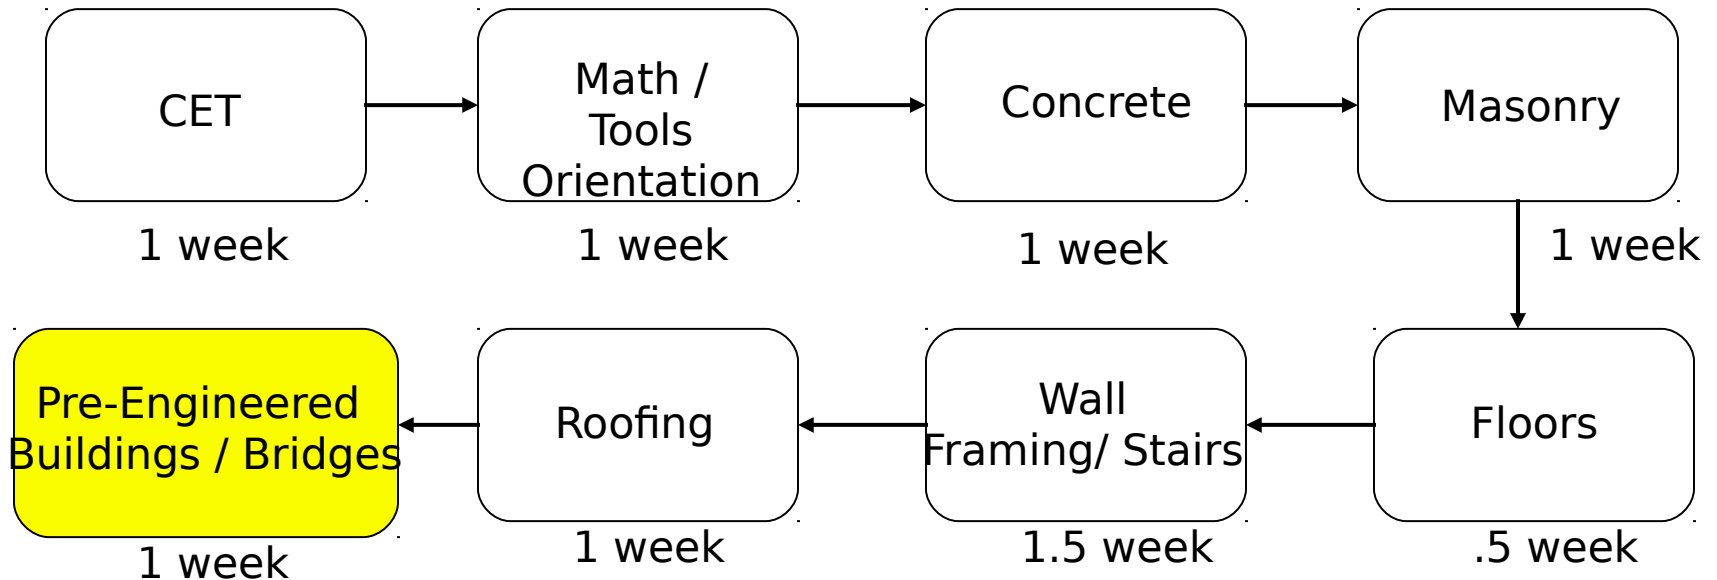 CET
Math /
Tools
Orientation
Concrete
Masonry
1 week
1 week
1 week
1 week
Pre-Engineered
Buildings / Bridges
Roofing
Wall
Framing/ Stairs
Floors
1 week
1 week
1.5 week
.5 week